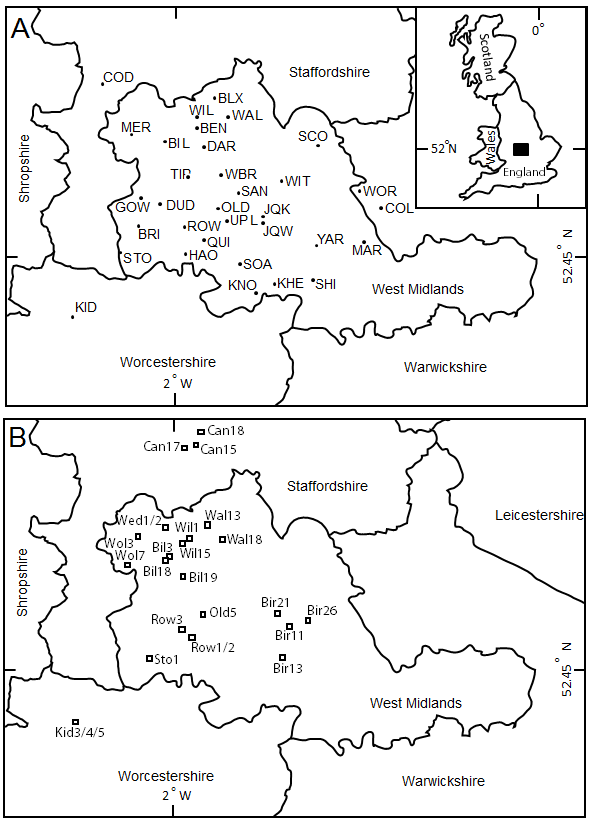 A
COD
Staffordshire
BLX
WIL
WAL
MER
BEN
SCO
BIL
DAR
Shropshire
TIP
WBR
WIT
SAN
WOR
GOW
DUD
OLD
JQK
COL
UPL
BRI
ROW
JQW
QUI
YAR
MAR
STO
HAO
SOA
52.45° N
KNO
KHE
SHI
West Midlands
KID
Worcestershire
Warwickshire
2° W
0°
Scotland
52°N
Wales
England
B
Can18
Can17
Can15
Staffordshire
Leicestershire
Wed1/2
Wal13
Wil1
Wol3
Bil3
Wal18
Wol7
Wil15
Bil18
Bil19
Shropshire
Old5
Bir21
Bir26
Row3
Bir11
Row1/2
Sto1
Bir13
52.45° N
West Midlands
Kid3/4/5
Worcestershire
Warwickshire
2° W